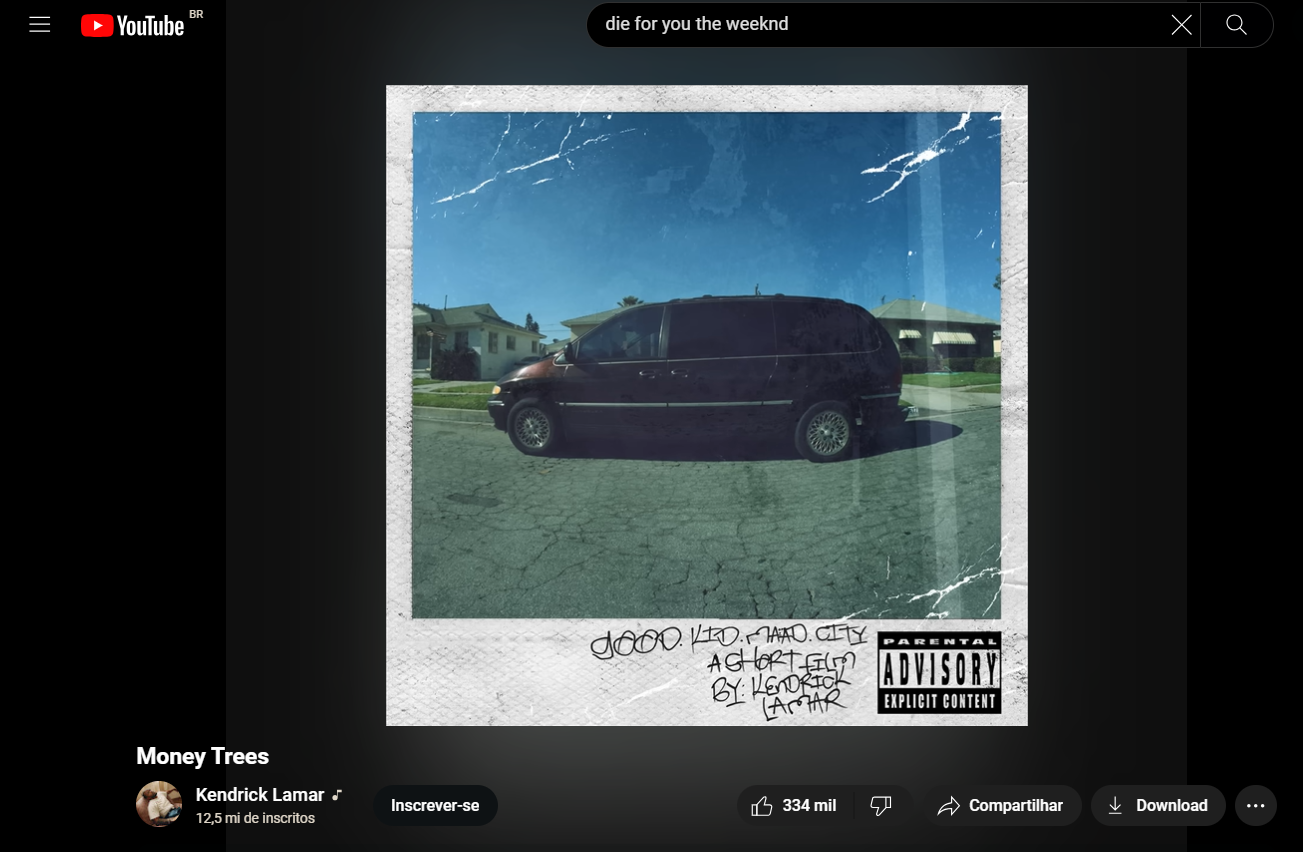 YouTube BR
die for you the weeknd
gOOD. KID. MAAD. CITY
A SHORT FILM
BY: KENDRICK
LAMAR
PARENTAL
ADVISORY
EXPLICIT CONTENT
Money Trees
Kendrick Lamar
12,5 mi de inscritos
Inscrever-se
334 mil
Compartilhar
Download